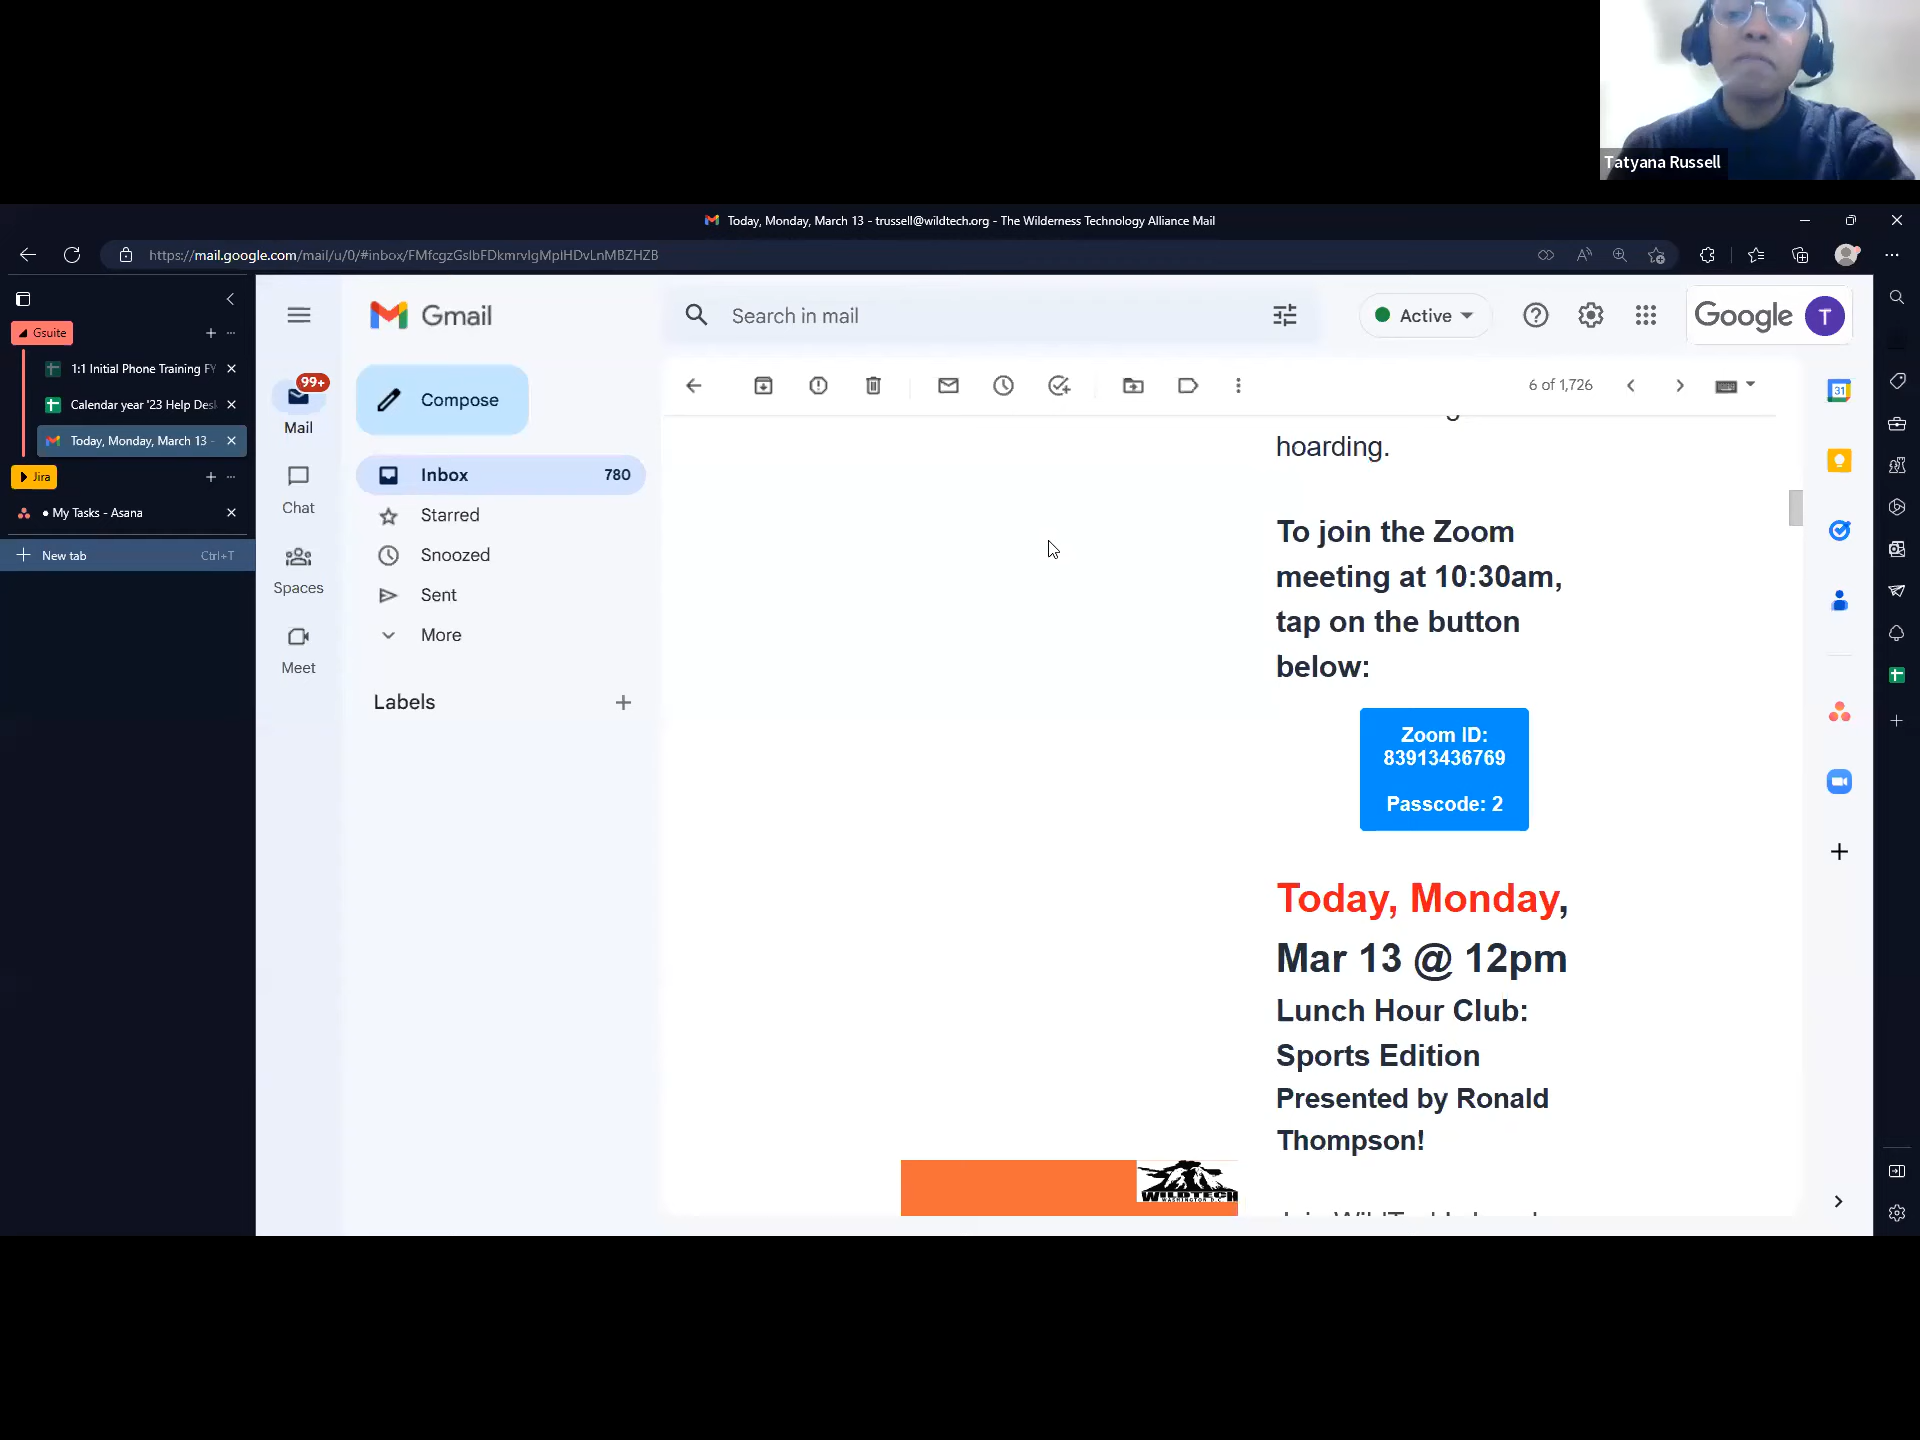 Tatyana Russell
Today, Monday, March 13 - trussell@wildtech.org - The Wilderness Technology Alliance Mail
https://mail.google.com/mail/u/0/#inbox/FMfcgzGslbFDkmrvlgMplHDvLnMBZHZB
Gsuite
1:1 Initial Phone Training FY
Calendar year '23 Help Des
Today, Monday, March 13 -
Jira
• My Tasks - Asana
New tab Ctrl+T
99+
Mail
Chat
Spaces
Meet
Gmail
Compose
Inbox 780
Starred
Snoozed
Sent
More
Labels
Search in mail
Active
Google T
6 of 1,726
31
hoarding.
To join the Zoom
meeting at 10:30am,
tap on the button
below:
Zoom ID:
83913436769
Passcode: 2
Today, Monday,
Mar 13 @ 12pm
Lunch Hour Club:
Sports Edition
Presented by Ronald
Thompson!
WILDTECH